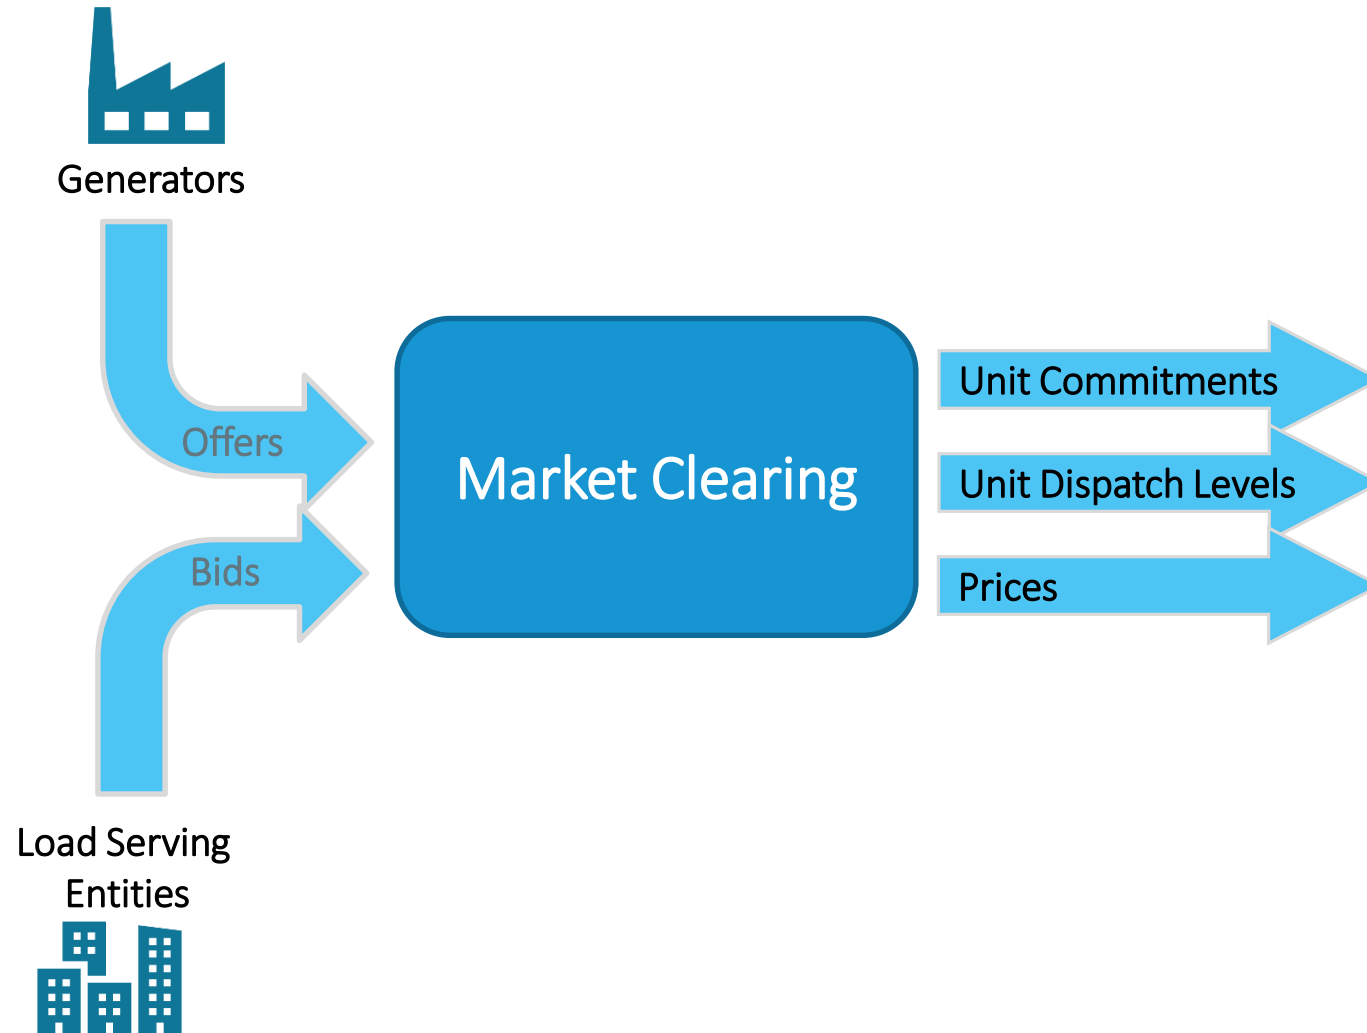 Generators
Offers
Bids
Load Serving
Entities
Market Clearing
Unit Commitments
Unit Dispatch Levels
Prices